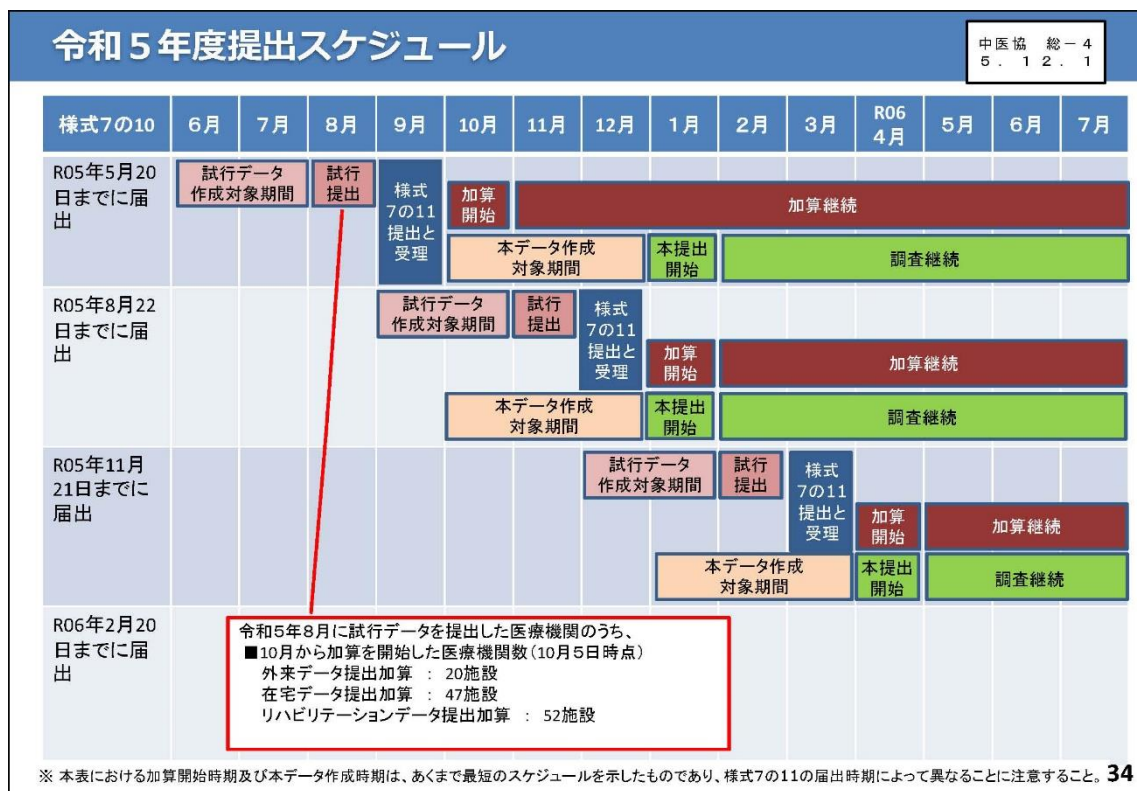 令和５年度提出スケジュール
中医協　総－４
５．１２．１
様式7の10
6月
7月
8月
9月
10月
11月
12月
1月
2月
3月
R06
4月
5月
6月
7月
R05年5月20
日までに届
出
試行データ
作成対象期間
試行
提出
様式
7の11
提出と
受理
加算
開始
加算継続
本データ作成
対象期間
本提出
開始
調査継続
R05年8月22
日までに届
出
試行データ
作成対象期間
試行
提出
様式
7の11
提出と
受理
加算
開始
加算継続
本データ作成
対象期間
本提出
開始
調査継続
R05年11月
21日までに
届出
試行データ
作成対象期間
試行
提出
様式
7の11
提出と
受理
加算
開始
加算継続
本データ作成
対象期間
本提出
開始
調査継続
R06年2月20
日までに届
出
令和５年８月に試行データを提出した医療機関のうち、
■10月から加算を開始した医療機関数（10月５日時点）
外来データ提出加算　：　20施設
在宅データ提出加算　：　47施設
リハビリテーションデータ提出加算　：　52施設
※ 本表における加算開始時期及び本データ作成時期は、あくまで最短のスケジュールを示したものであり、様式7の11の届出時期によって異なることに注意すること。
34